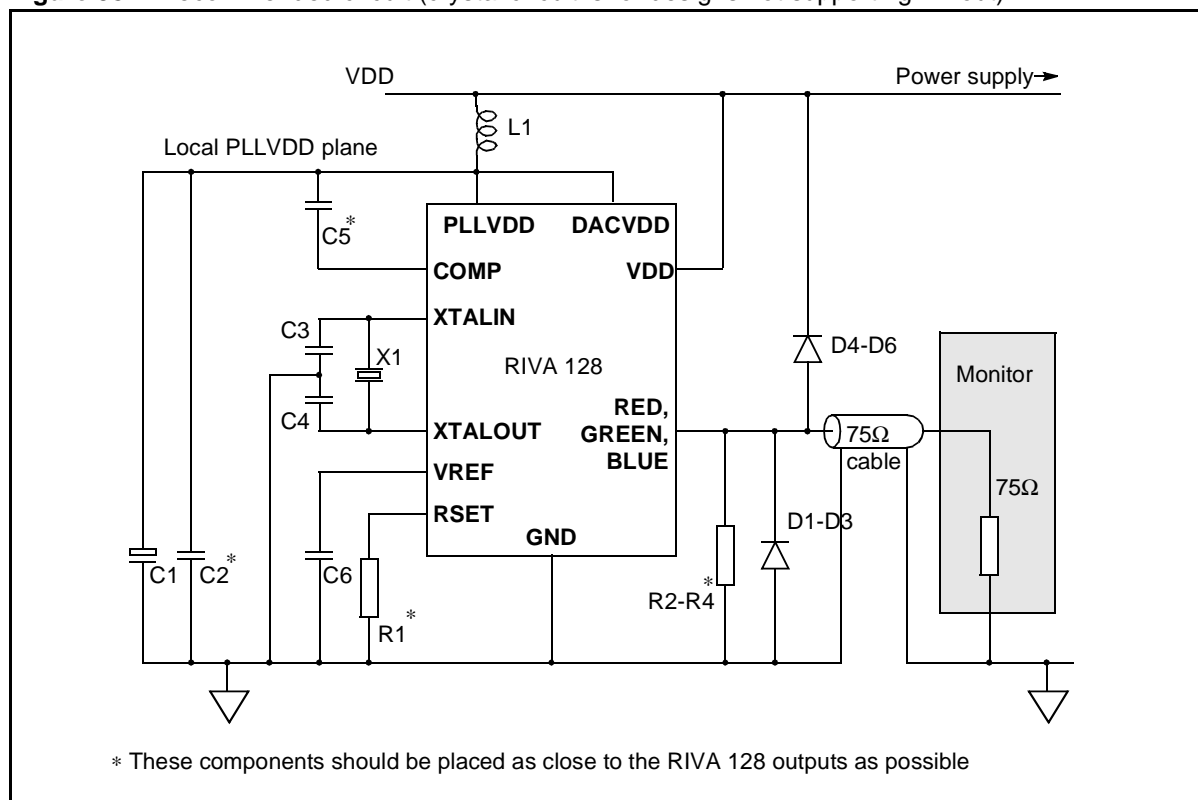 VDD
Power supply→
L1
Local PLLVDD plane
C5*
PLLVDD
DACVDD
COMP
VDD
C3
XTALIN
X1
RIVA 128
D4-D6
Monitor
C4
XTALOUT
RED,
GREEN,
BLUE
75Ω
cable
VREF
75Ω
RSET
D1-D3
GND
C1
C2*
C6
R1*
R2-R4*
* These components should be placed as close to the RIVA 128 outputs as possible